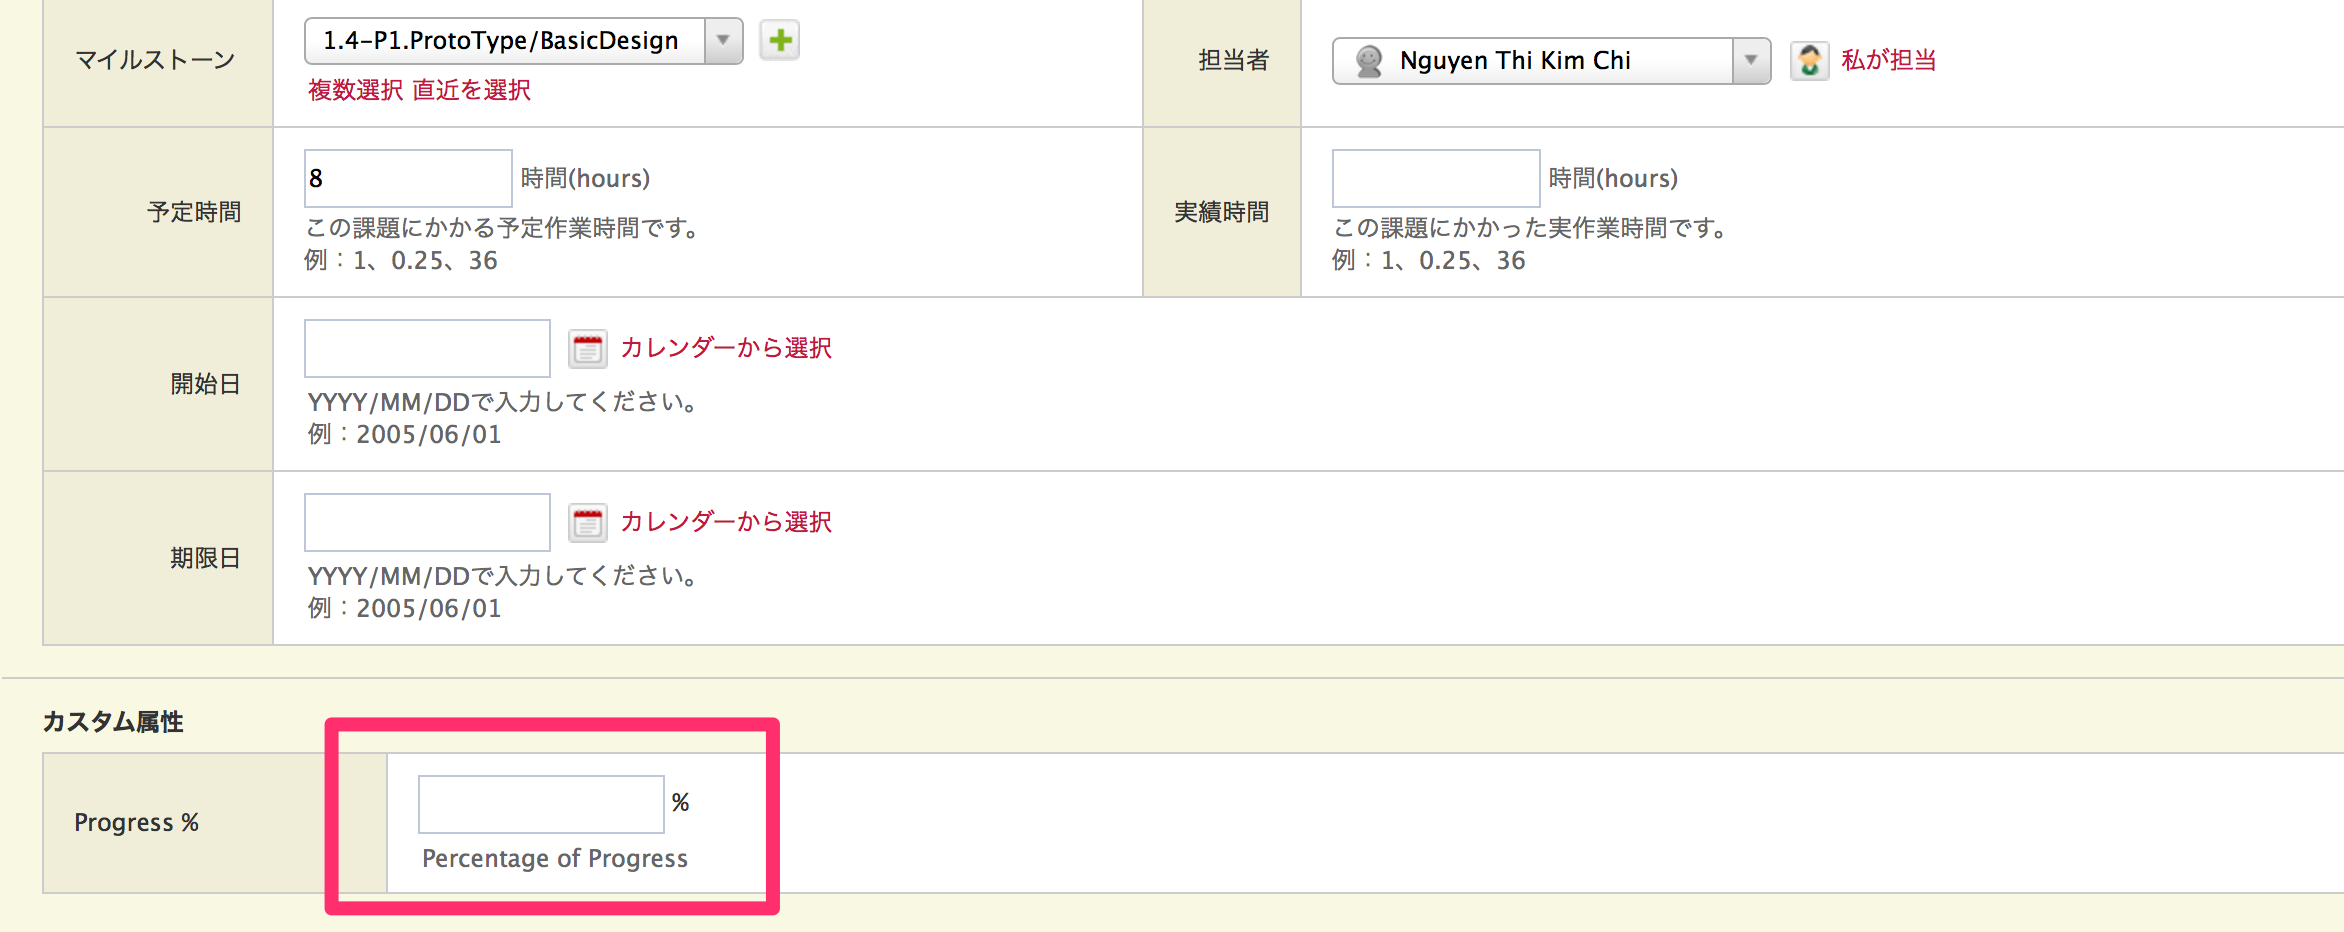 マイルストーン
1.4-P1.ProtoType/BasicDesign
複数選択 直近を選択
担当者
Nguyen Thi Kim Chi
私が担当
予定時間
8 時間(hours)
この課題にかかる予定作業時間です。
例：1、0.25、36
実績時間
時間(hours)
この課題にかかった実作業時間です。
例：1、0.25、36
開始日
カレンダーから選択
YYYY/MM/DDで入力してください。
例：2005/06/01
期限日
カレンダーから選択
YYYY/MM/DDで入力してください。
例：2005/06/01
カスタム属性
Progress %
%
Percentage of Progress